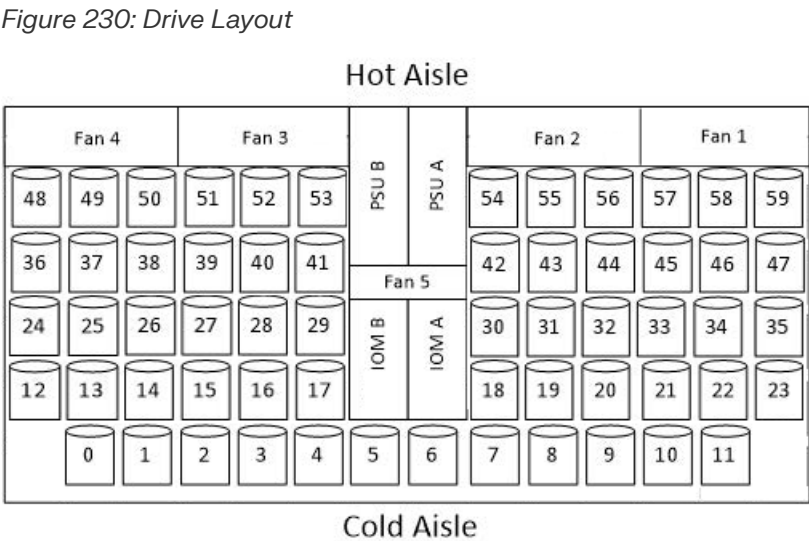 Figure 230: Drive Layout
Hot Aisle
Fan 4 Fan 3 PSU B PSU A Fan 2 Fan 1
48 49 50 51 52 53 54 55 56 57 58 59
36 37 38 39 40 41 42 43 44 45 46 47
Fan 5
24 25 26 27 28 29 IOM B IOM A 30 31 32 33 34 35
12 13 14 15 16 17 18 19 20 21 22 23
0 1 2 3 4 5 6 7 8 9 10 11
Cold Aisle